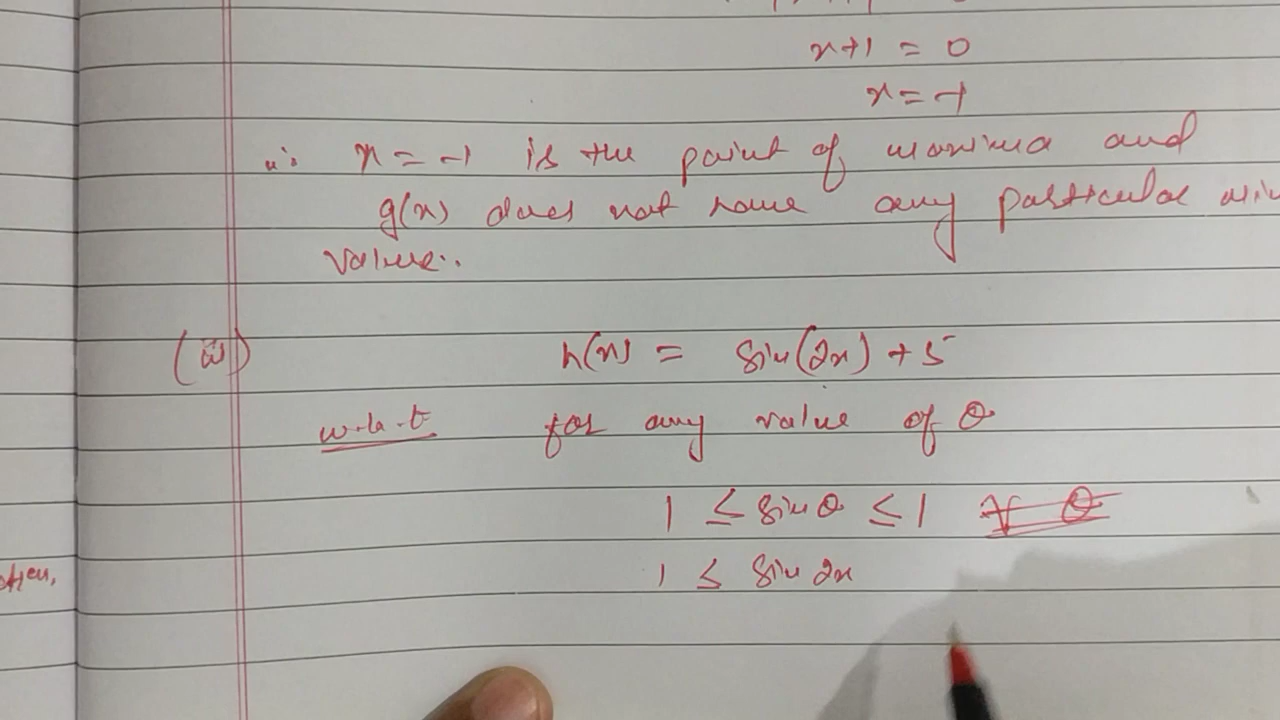 x+1 = 0
x = -1
∴ x = -1 is the point of maxima and
g(x) does not have any particular min
value.
(iii) h(x) = sin(2x) + 5
w.k.t for any value of θ
1 ≤ sin θ ≤ 1 ∀ θ
1 ≤ sin 2x